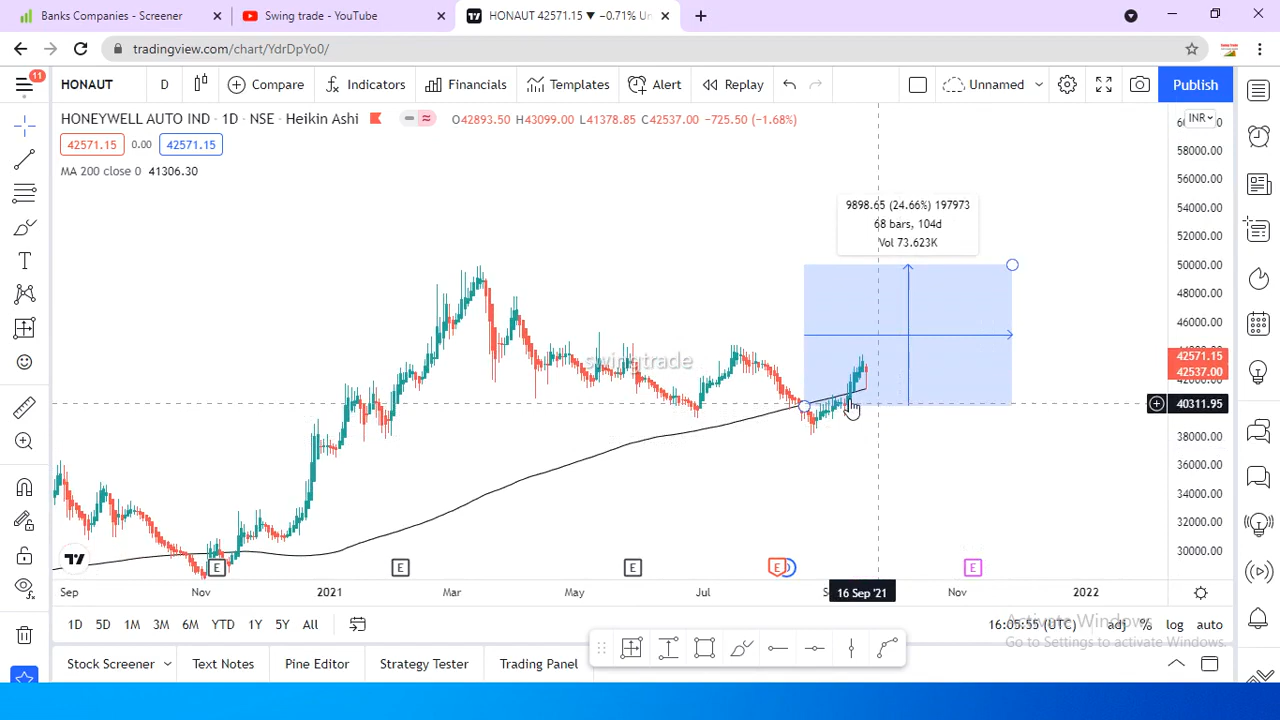 Banks Companies - Screener
Swing trade - YouTube
HONAUT 42571.15 ▼ −0.71% Un
tradingview.com/chart/YdrDpYo0/
11
HONAUT
D
Compare
Indicators
Financials
Templates
Alert
Replay
Unnamed
Publish
HONEYWELL AUTO IND · 1D · NSE · Heikin Ashi
O42893.50 H43099.00 L41378.85 C42537.00 −725.50 (−1.68%)
INR
42571.15 0.00 42571.15
MA 200 close 0 41306.30
58000.00
56000.00
54000.00
52000.00
50000.00
48000.00
46000.00
42571.15
42537.00
40311.95
38000.00
36000.00
34000.00
32000.00
30000.00
9898.65 (24.66%) 197973
68 bars, 104d
Vol 73.623K
swingtrade
E E E E E
Sep Nov 2021 Mar May Jul 16 Sep '21 Nov 2022
1D 5D 1M 3M 6M YTD 1Y 5Y All
16:05:55 (UTC) adj % log auto
Activate Windows
Go to Settings to activate Windows.
Stock Screener Text Notes Pine Editor Strategy Tester Trading Panel